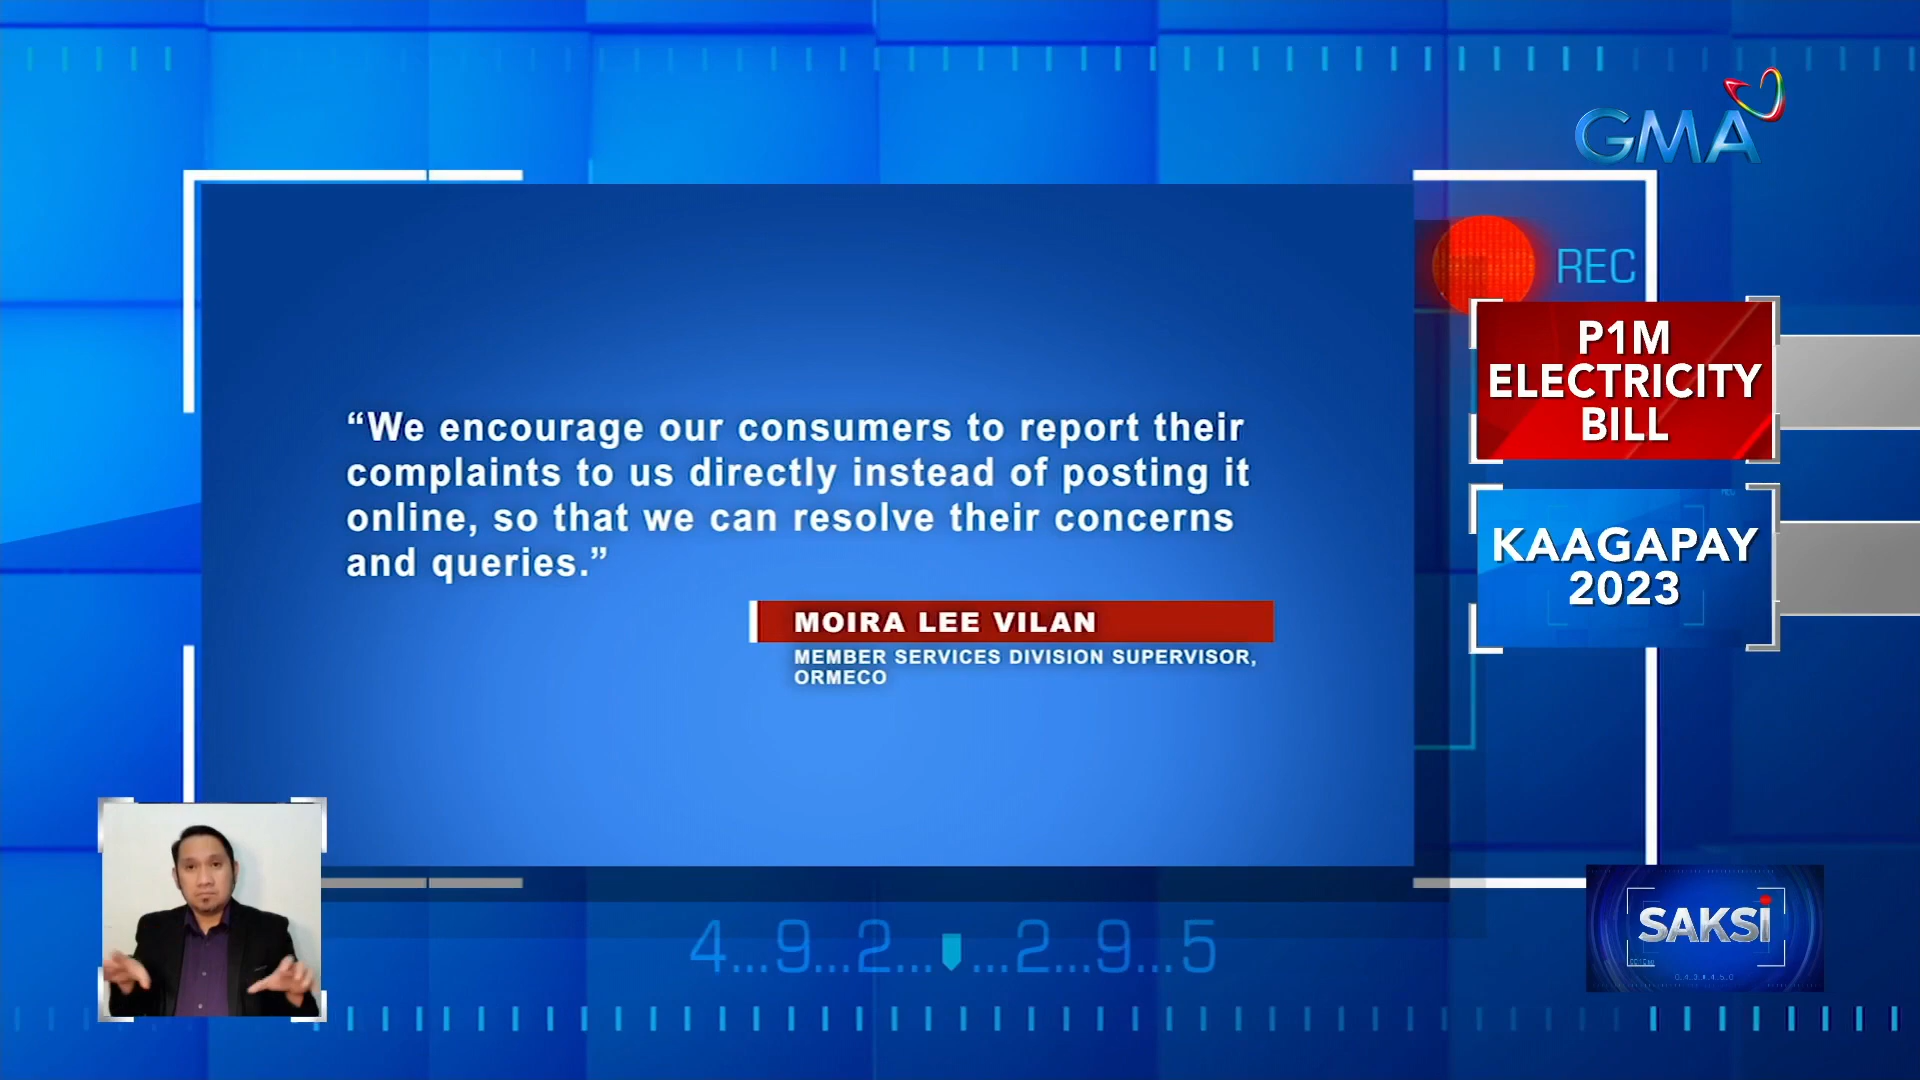 GMA
REC
P1M
ELECTRICITY
BILL
KAAGAPAY
2023
“We encourage our consumers to report their
complaints to us directly instead of posting it
online, so that we can resolve their concerns
and queries.”
MOIRA LEE VILAN
MEMBER SERVICES DIVISION SUPERVISOR,
ORMECO
SAKSI
4...9...2... ...2...9...5